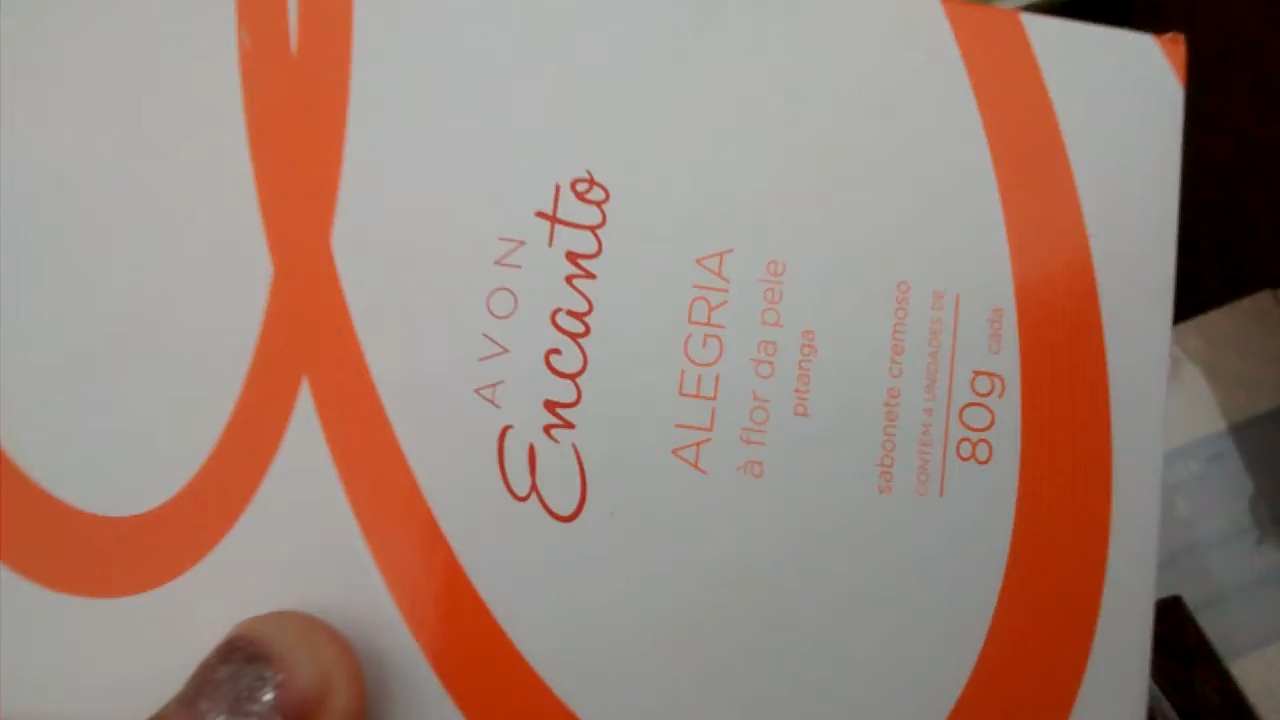 AVON
Encanto
ALEGRIA
à flor da pele
pitanga
sabonete cremoso
CONTÉM 4 UNIDADES DE
80g cada